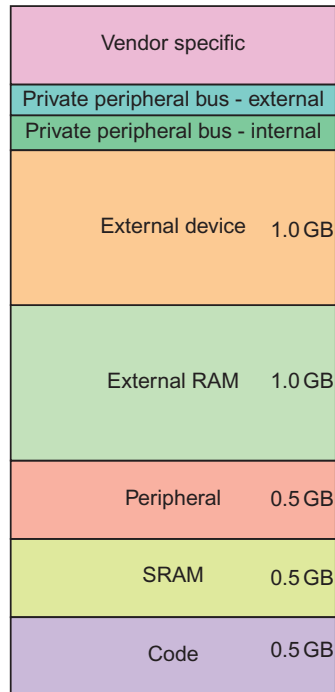 Vendor specific
Private peripheral bus - external
Private peripheral bus - internal
External device 1.0 GB
External RAM 1.0 GB
Peripheral 0.5 GB
SRAM 0.5 GB
Code 0.5 GB